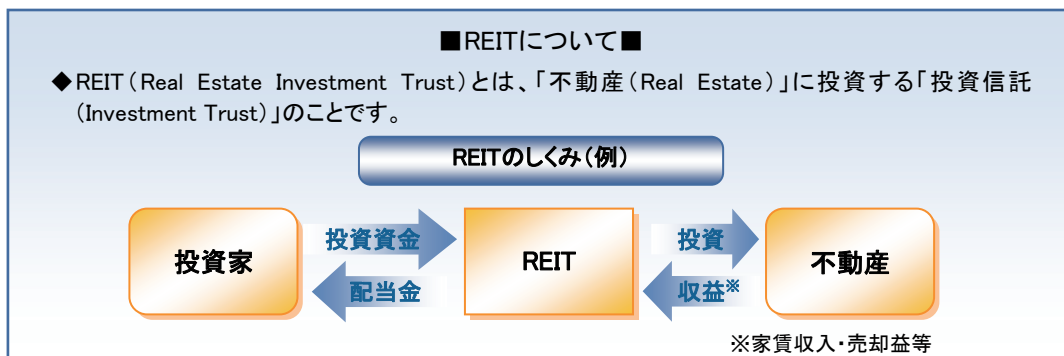 ■REITについて■
◆REIT（Real Estate Investment Trust）とは、「不動産（Real Estate）」に投資する「投資信託
（Investment Trust）」のことです。
REITのしくみ（例）
投資家
投資資金
配当金
REIT
投資
収益※
不動産
※家賃収入・売却益等